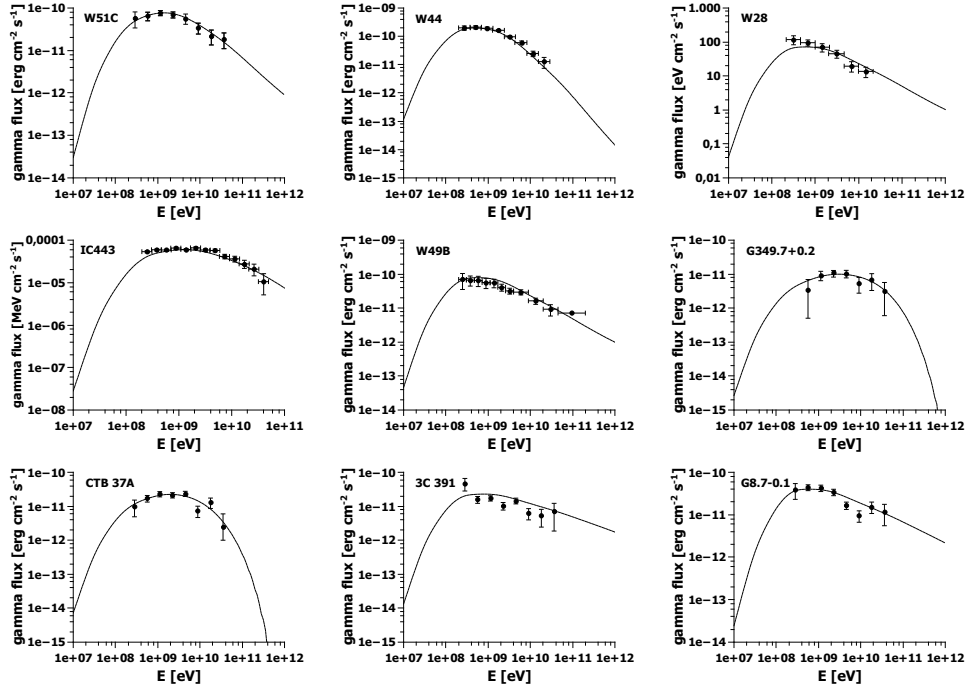 W51C
gamma flux [erg cm⁻² s⁻¹]
1e−10
1e−11
1e−12
1e−13
1e−14
1e+07 1e+08 1e+09 1e+10 1e+11 1e+12
E [eV]
W44
gamma flux [erg cm⁻² s⁻¹]
1e−09
1e−10
1e−11
1e−12
1e−13
1e−14
1e−15
1e+07 1e+08 1e+09 1e+10 1e+11 1e+12
E [eV]
W28
gamma flux [eV cm⁻² s⁻¹]
1000
100
10
1
0,1
0,01
1e+07 1e+08 1e+09 1e+10 1e+11 1e+12
E [eV]
IC443
gamma flux [MeV cm⁻² s⁻¹]
0,0001
1e−05
1e−06
1e−07
1e−08
1e+07 1e+08 1e+09 1e+10 1e+11
E [eV]
W49B
gamma flux [erg cm⁻² s⁻¹]
1e−09
1e−10
1e−11
1e−12
1e−13
1e−14
1e+07 1e+08 1e+09 1e+10 1e+11 1e+12
E [eV]
G349.7+0.2
gamma flux [erg cm⁻² s⁻¹]
1e−10
1e−11
1e−12
1e−13
1e−14
1e−15
1e+07 1e+08 1e+09 1e+10 1e+11 1e+12
E [eV]
CTB 37A
gamma flux [erg cm⁻² s⁻¹]
1e−10
1e−11
1e−12
1e−13
1e−14
1e−15
1e+07 1e+08 1e+09 1e+10 1e+11 1e+12
E [eV]
3C 391
gamma flux [erg cm⁻² s⁻¹]
1e−10
1e−11
1e−12
1e−13
1e−14
1e−15
1e+07 1e+08 1e+09 1e+10 1e+11 1e+12
E [eV]
G8.7-0.1
gamma flux [erg cm⁻² s⁻¹]
1e−10
1e−11
1e−12
1e−13
1e−14
1e+07 1e+08 1e+09 1e+10 1e+11 1e+12
E [eV]